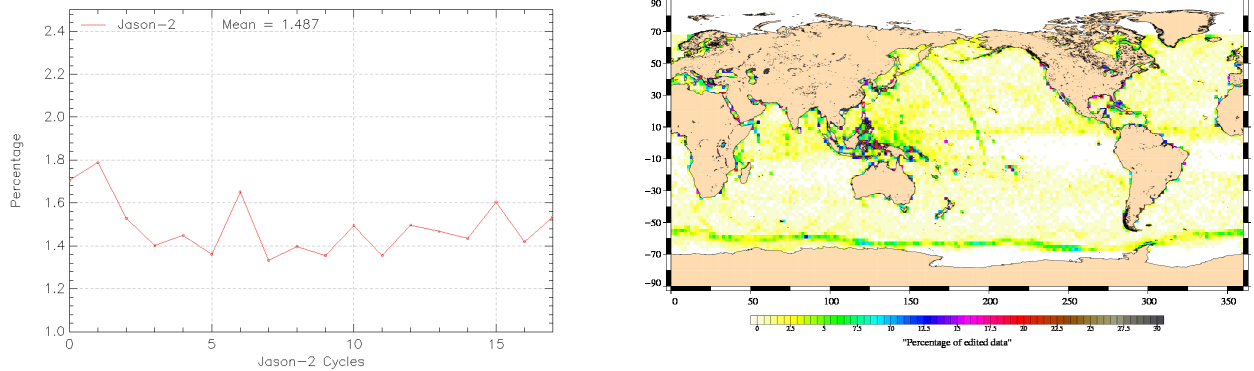 Jason-2 Mean = 1.487
2.4
2.2
2.0
1.8
1.6
1.4
1.2
1.0
Percentage
0 5 10 15
Jason-2 Cycles
90
70
50
30
10
−10
−30
−50
−70
−90
0 50 100 150 200 250 300 350
0 2.5 5 7.5 10 12.5 15 17.5 20 22.5 25 27.5 30
"Percentage of edited data"